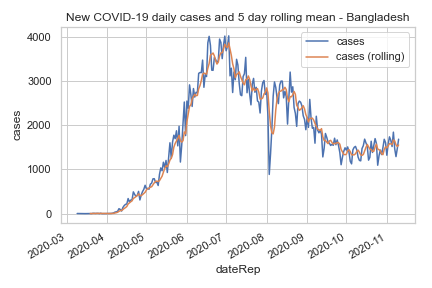 New COVID-19 daily cases and 5 day rolling mean - Bangladesh
cases
cases (rolling)
4000
3000
2000
1000
0
cases
2020-03
2020-04
2020-05
2020-06
2020-07
2020-08
2020-09
2020-10
2020-11
dateRep